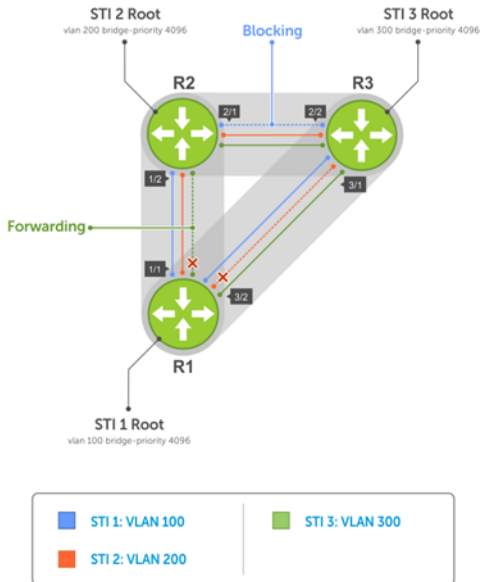 STI 2 Root
vlan 200 bridge-priority 4096
STI 3 Root
vlan 300 bridge-priority 4096
Blocking
R2
R3
2/1
2/2
1/2
3/1
Forwarding
1/1
3/2
R1
STI 1 Root
vlan 100 bridge-priority 4096
STI 1: VLAN 100
STI 3: VLAN 300
STI 2: VLAN 200